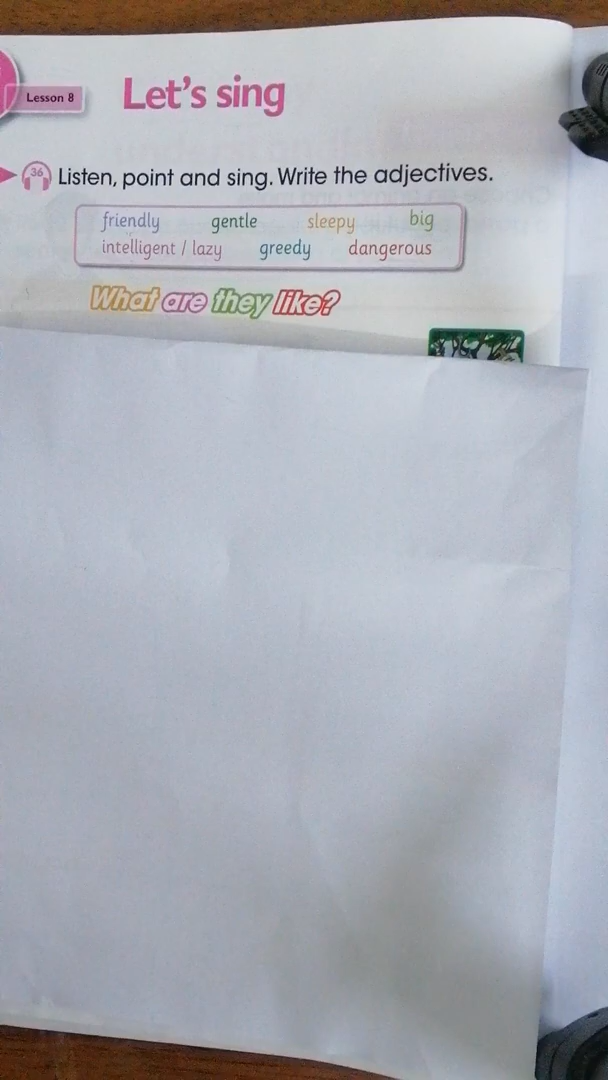 Lesson 8
Let's sing
36 Listen, point and sing. Write the adjectives.
friendly gentle sleepy big
intelligent / lazy greedy dangerous
What are they like?